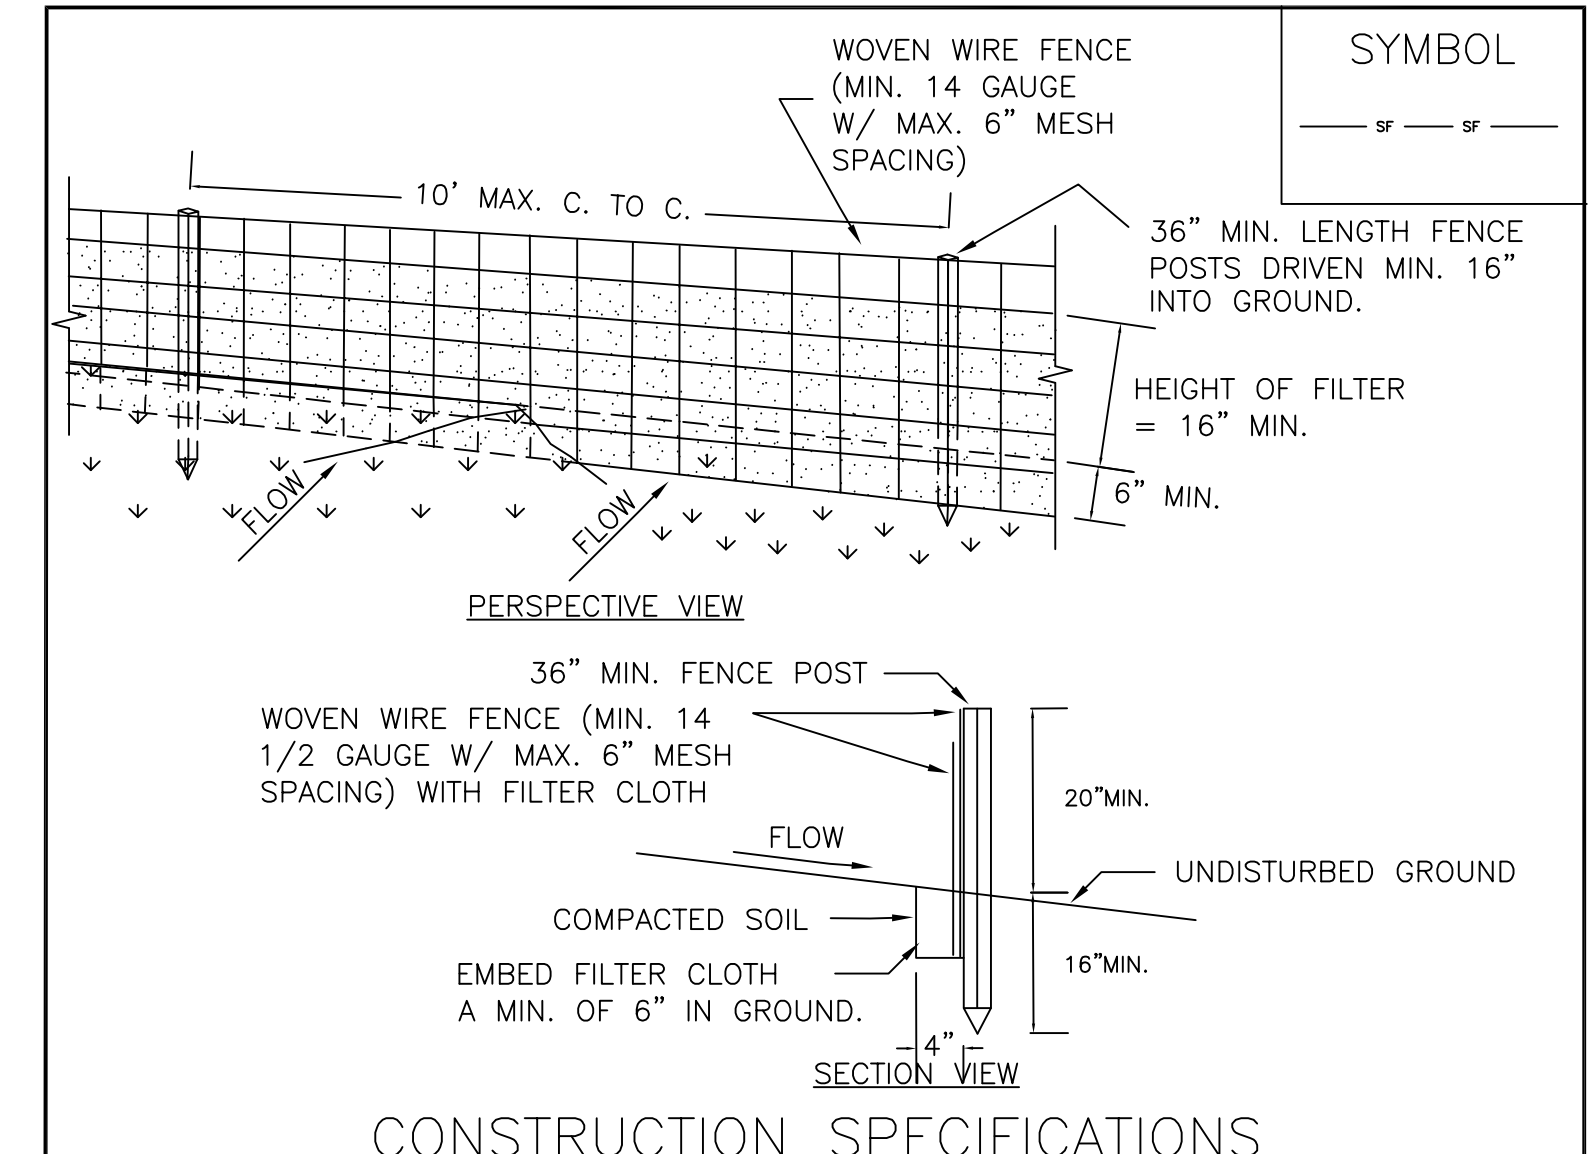 WOVEN WIRE FENCE
(MIN. 14 GAUGE
W/ MAX. 6" MESH
SPACING)
SYMBOL
SF SF
10' MAX. C. TO C.
36" MIN. LENGTH FENCE
POSTS DRIVEN MIN. 16"
INTO GROUND.
HEIGHT OF FILTER
= 16" MIN.
6" MIN.
FLOW
FLOW
PERSPECTIVE VIEW
36" MIN. FENCE POST
WOVEN WIRE FENCE (MIN. 14
1/2 GAUGE W/ MAX. 6" MESH
SPACING) WITH FILTER CLOTH
20"MIN.
FLOW
UNDISTURBED GROUND
COMPACTED SOIL
EMBED FILTER CLOTH
A MIN. OF 6" IN GROUND.
16"MIN.
4"
SECTION VIEW
CONSTRUCTION SPECIFICATIONS